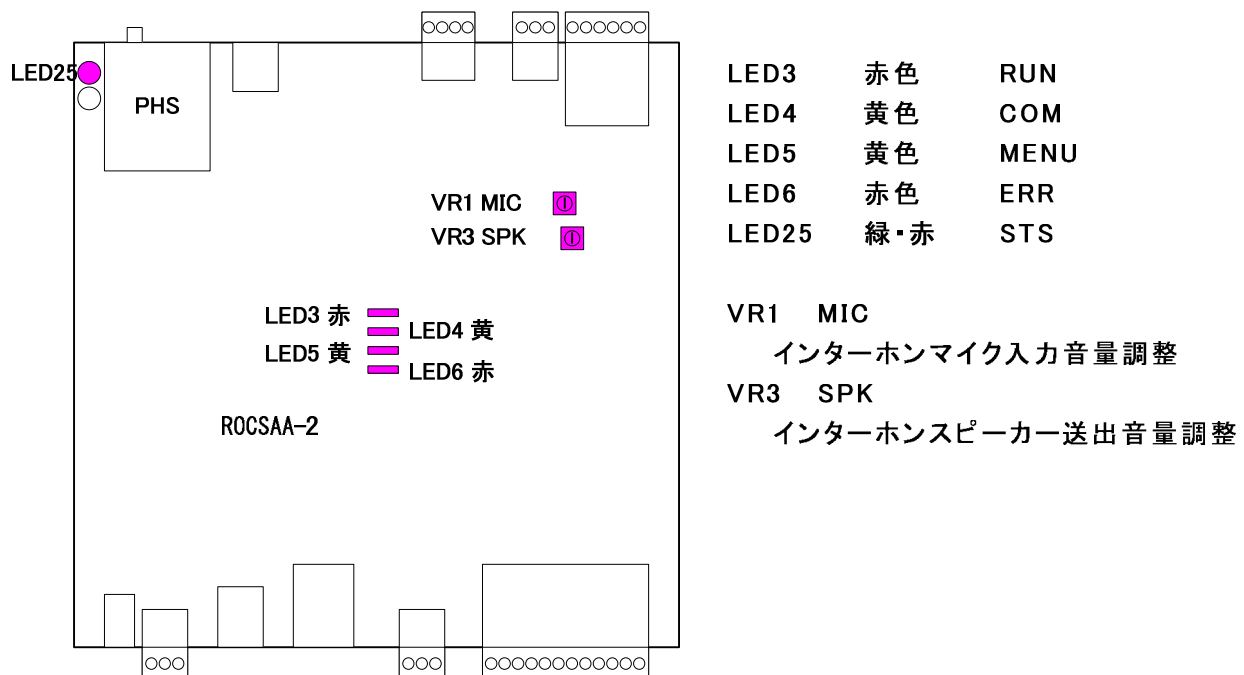 LED25
PHS
VR1 MIC
VR3 SPK
LED3 赤
LED4 黄
LED5 黄
LED6 赤
ROCSAA-2
LED3 赤色 RUN
LED4 黄色 COM
LED5 黄色 MENU
LED6 赤色 ERR
LED25 緑・赤 STS
VR1 MIC
インターホンマイク入力音量調整
VR3 SPK
インターホンスピーカー送出音量調整